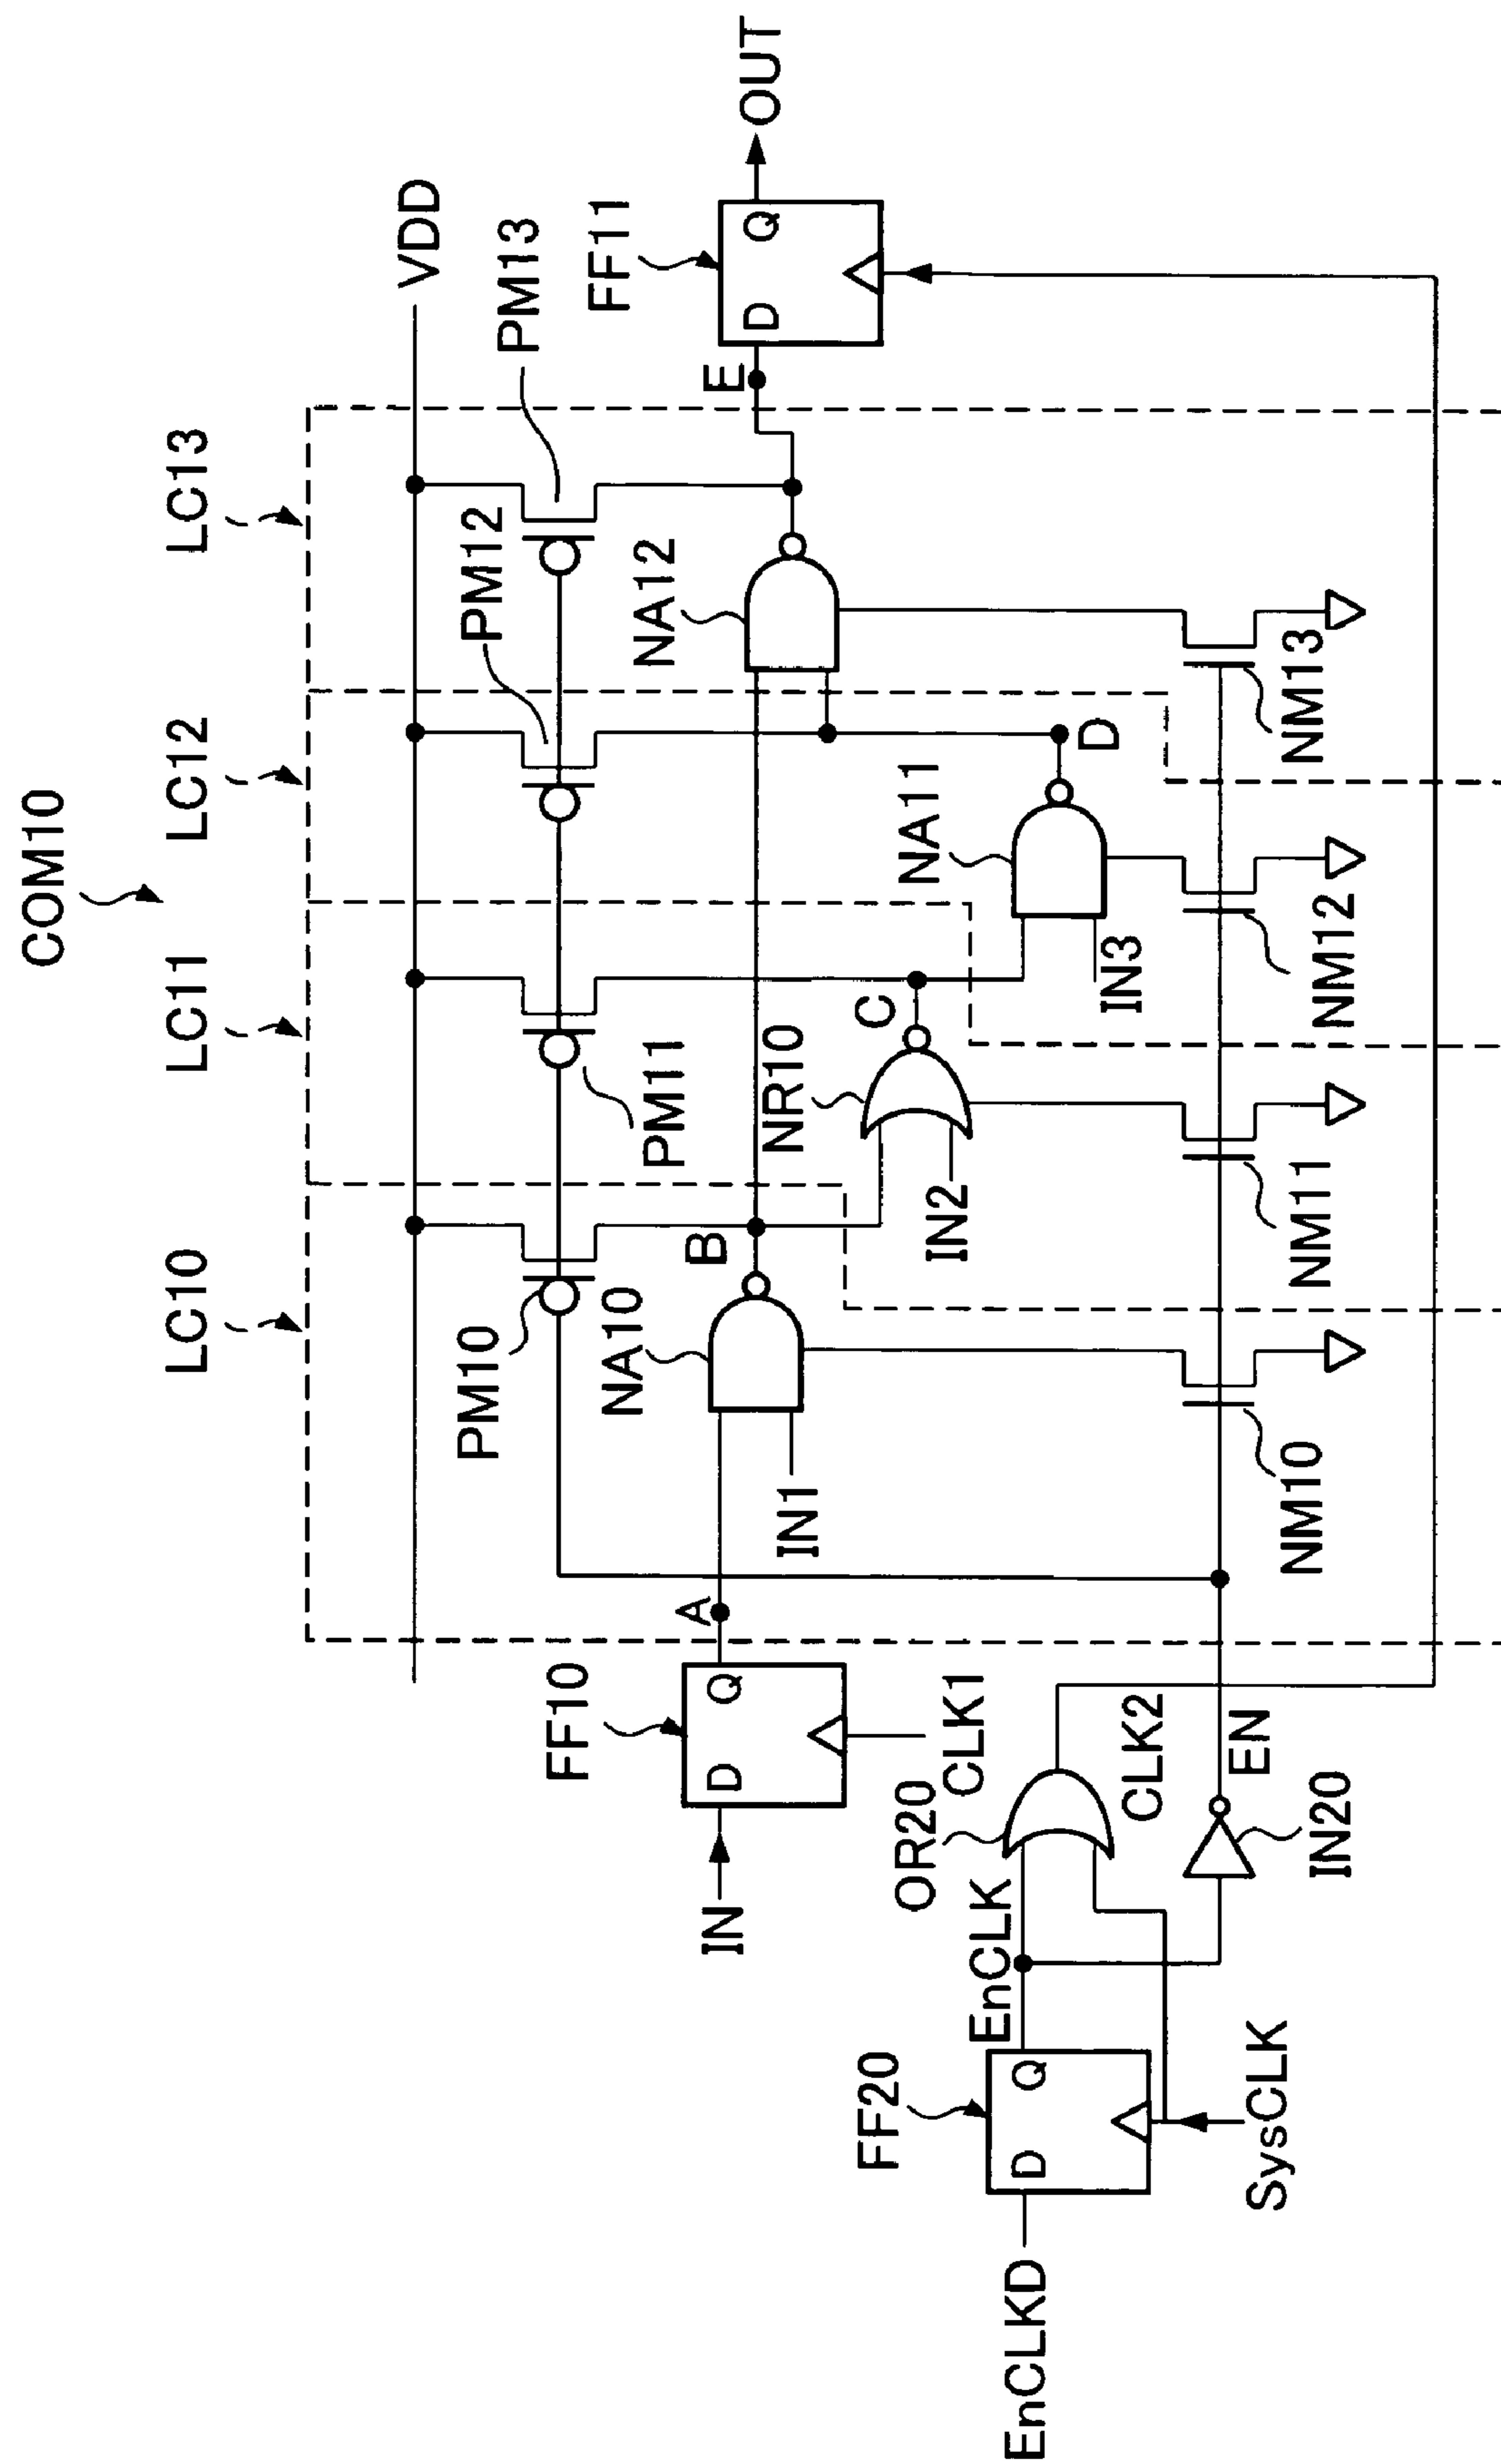 COM10
LC10
LC11
LC12
LC13
VDD
PM10
PM11
PM12
PM13
FF10
D
Q
IN
A
CLK1
NA10
IN1
B
NR10
IN2
C
NA11
IN3
D
NA12
E
FF11
D
Q
OUT
NM10
NM11
NM12
NM13
FF20
D
Q
EnCLKD
EnCLK
SysCLK
OR20
CLK2
EN
IN20